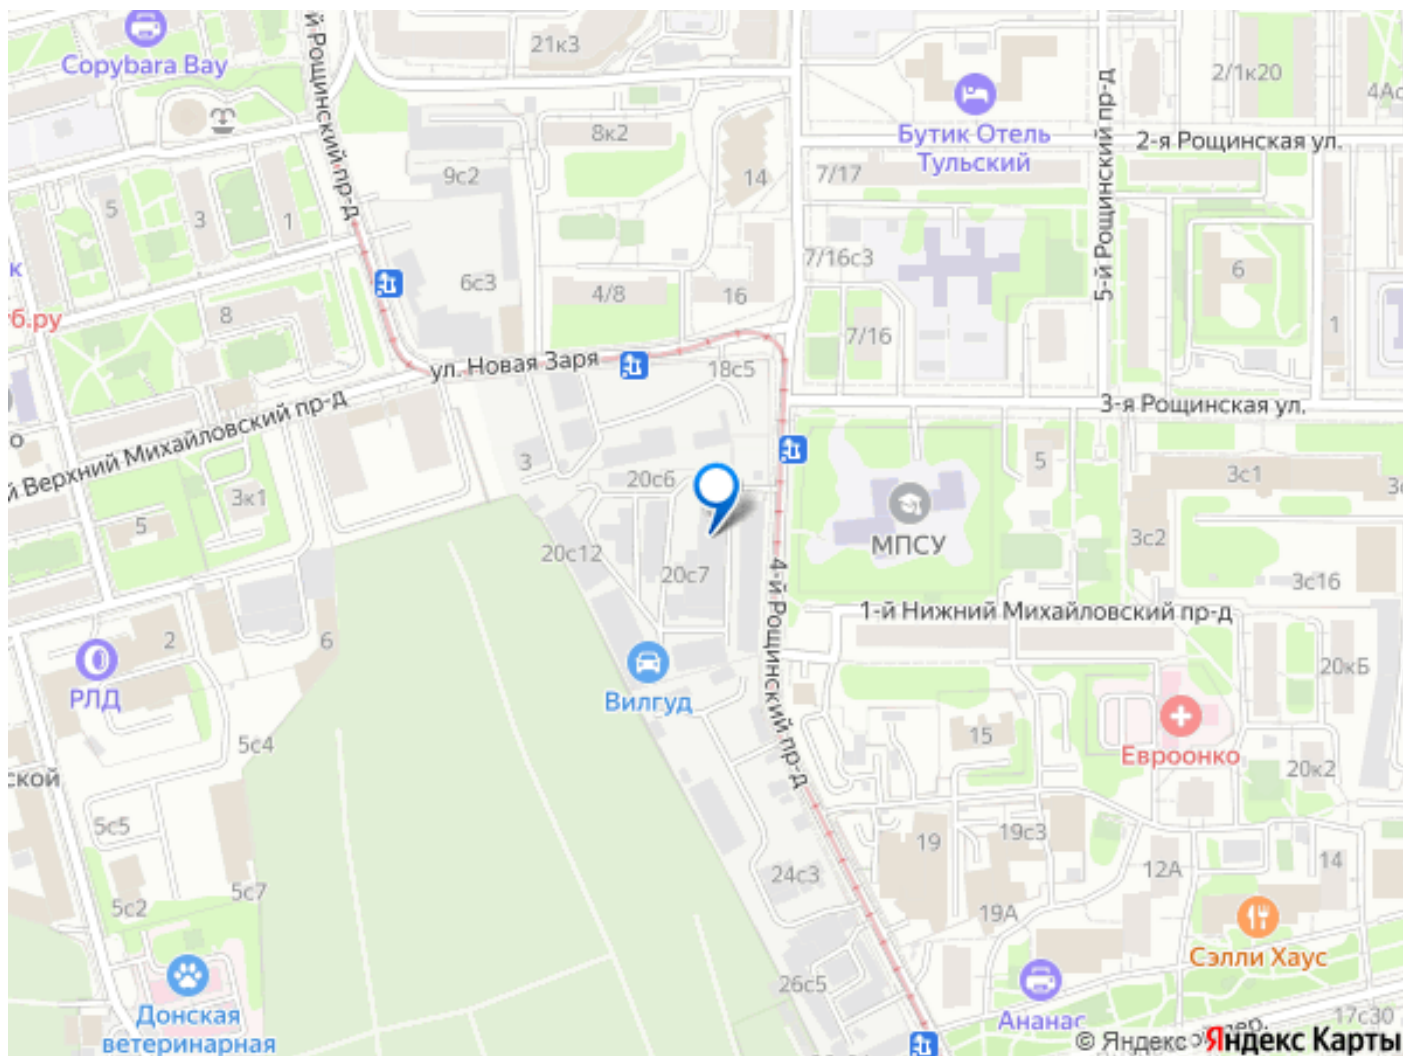 Copybara Bay
й Рощинский пр-д
21к3
2/1к20
4Ас
5-й Рощинский пр-д
Бутик Отель
Тульский
2-я Рощинская ул.
8к2
9с2
14
7/17
5
3
1
к
7/16с3
6
6с3
4/8
16
8
б.ру
1
7/16
ул. Новая Заря
18с5
й Верхний Михайловский пр-д
3-я Рощинская ул.
о
3
20с6
5
3с1
3к1
5
МПСУ
3с2
20с12
20с7
3с16
4-й Рощинский пр-д
1-й Нижний Михайловский пр-д
2
6
РЛД
20кБ
Вилгуд
15
Евроонко
5с4
20к2
ской
5с5
19
19с3
14
12А
24с3
5с7
5с2
19А
Сэлли Хаус
26с5
Донская
ветеринарная
Ананас
17с30
© Яндекс
Яндекс Карты